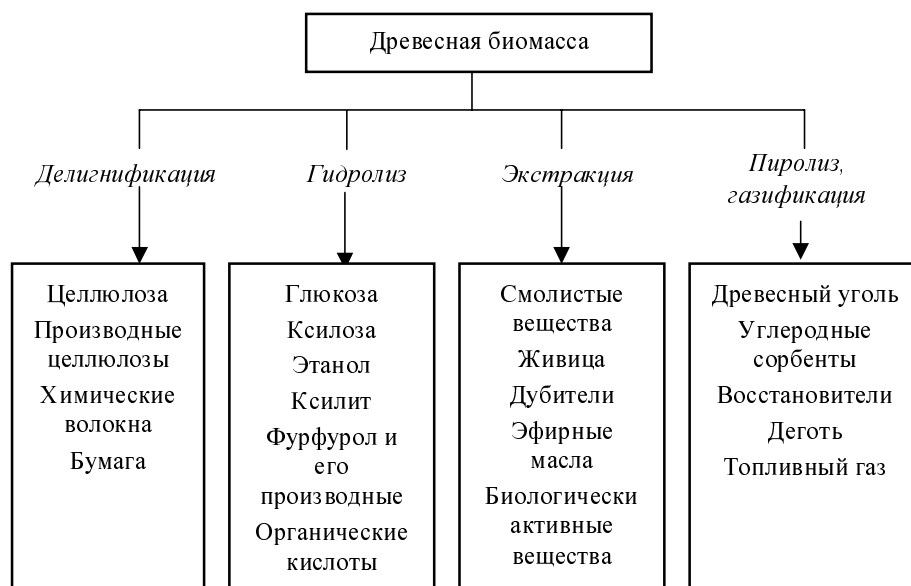 Древесная биомасса
Делигнификация
Гидролиз
Экстракция
Пиролиз,
газификация
Целлюлоза
Производные
целлюлозы
Химические
волокна
Бумага
Глюкоза
Ксилоза
Этанол
Ксилит
Фурфурол и
его
производные
Органические
кислоты
Смолистые
вещества
Живица
Дубители
Эфирные
масла
Биологически
активные
вещества
Древесный уголь
Углеродные
сорбенты
Восстановители
Деготь
Топливный газ